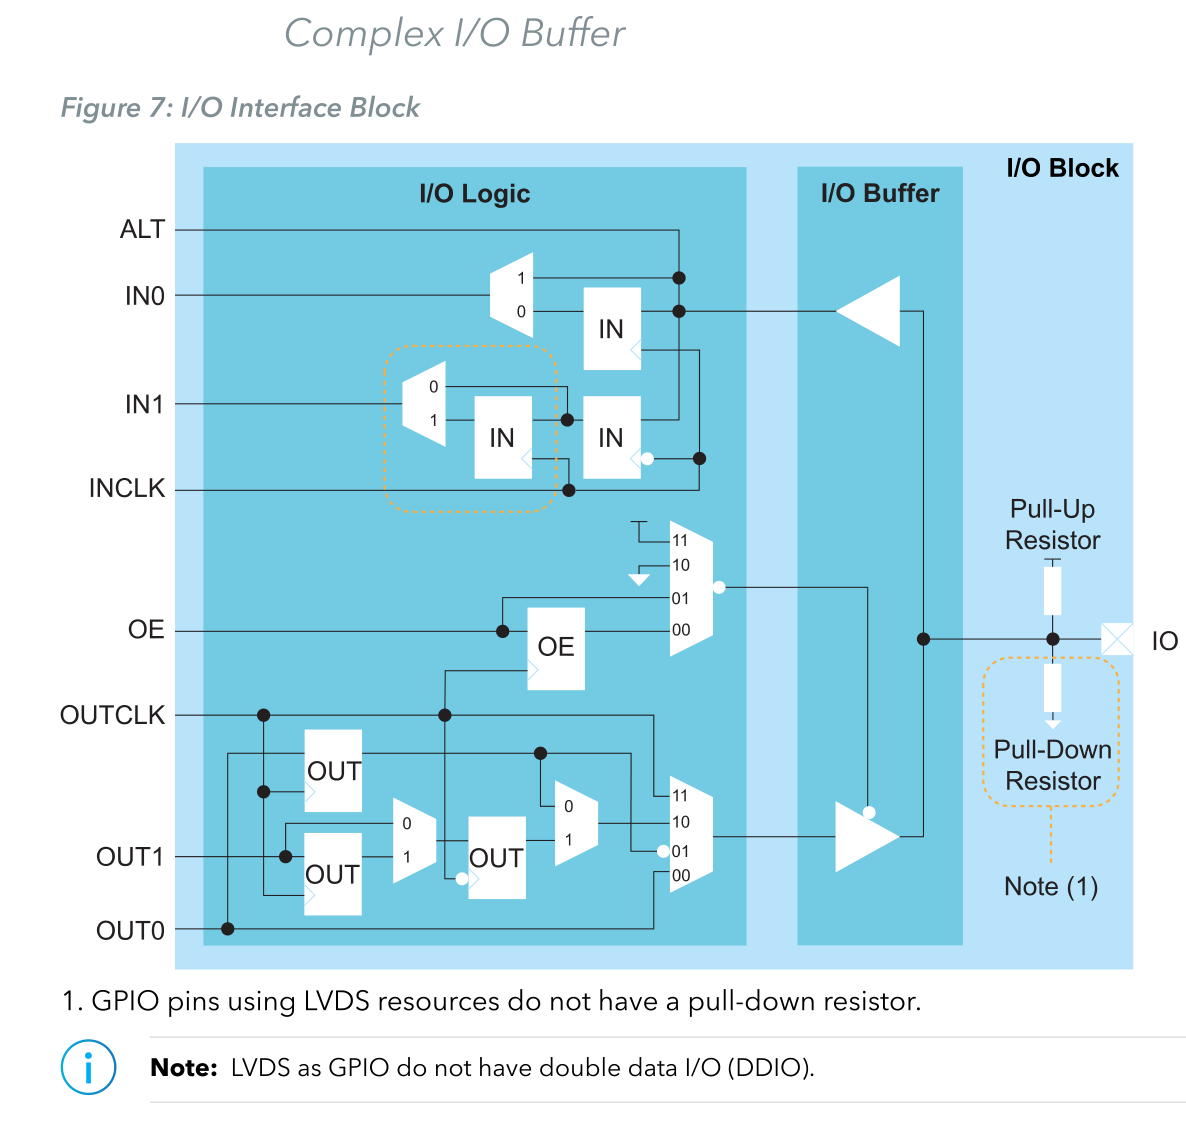 Complex I/O Buffer
Figure 7: I/O Interface Block
I/O Block
I/O Logic
I/O Buffer
ALT
1
IN0
0
IN
0
IN1
1
IN
IN
INCLK
Pull-Up
Resistor
11
10
01
OE
00
OE
IO
OUTCLK
Pull-Down
Resistor
OUT
11
0
10
0
1
01
OUT1
1
OUT
OUT
00
Note (1)
OUT0
1. GPIO pins using LVDS resources do not have a pull-down resistor.
i
Note: LVDS as GPIO do not have double data I/O (DDIO).